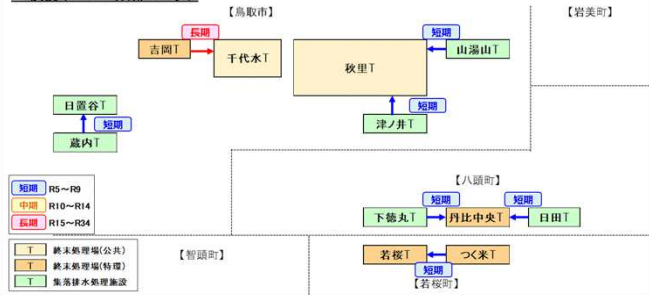 【鳥取市】
【岩美町】
長期
短期
吉岡T
千代水T
秋里T
山湯山T
日置谷T
短期
短期
蔵内T
津ノ井T
【八頭町】
短期 R5～R9
中期 R10～R14
長期 R15～R34
短期
短期
下徳丸T
丹比中央T
日田T
T 終末処理場(公共)
T 終末処理場(特環)
T 集落排水処理施設
【智頭町】
若桜T
つく米T
短期
【若桜町】